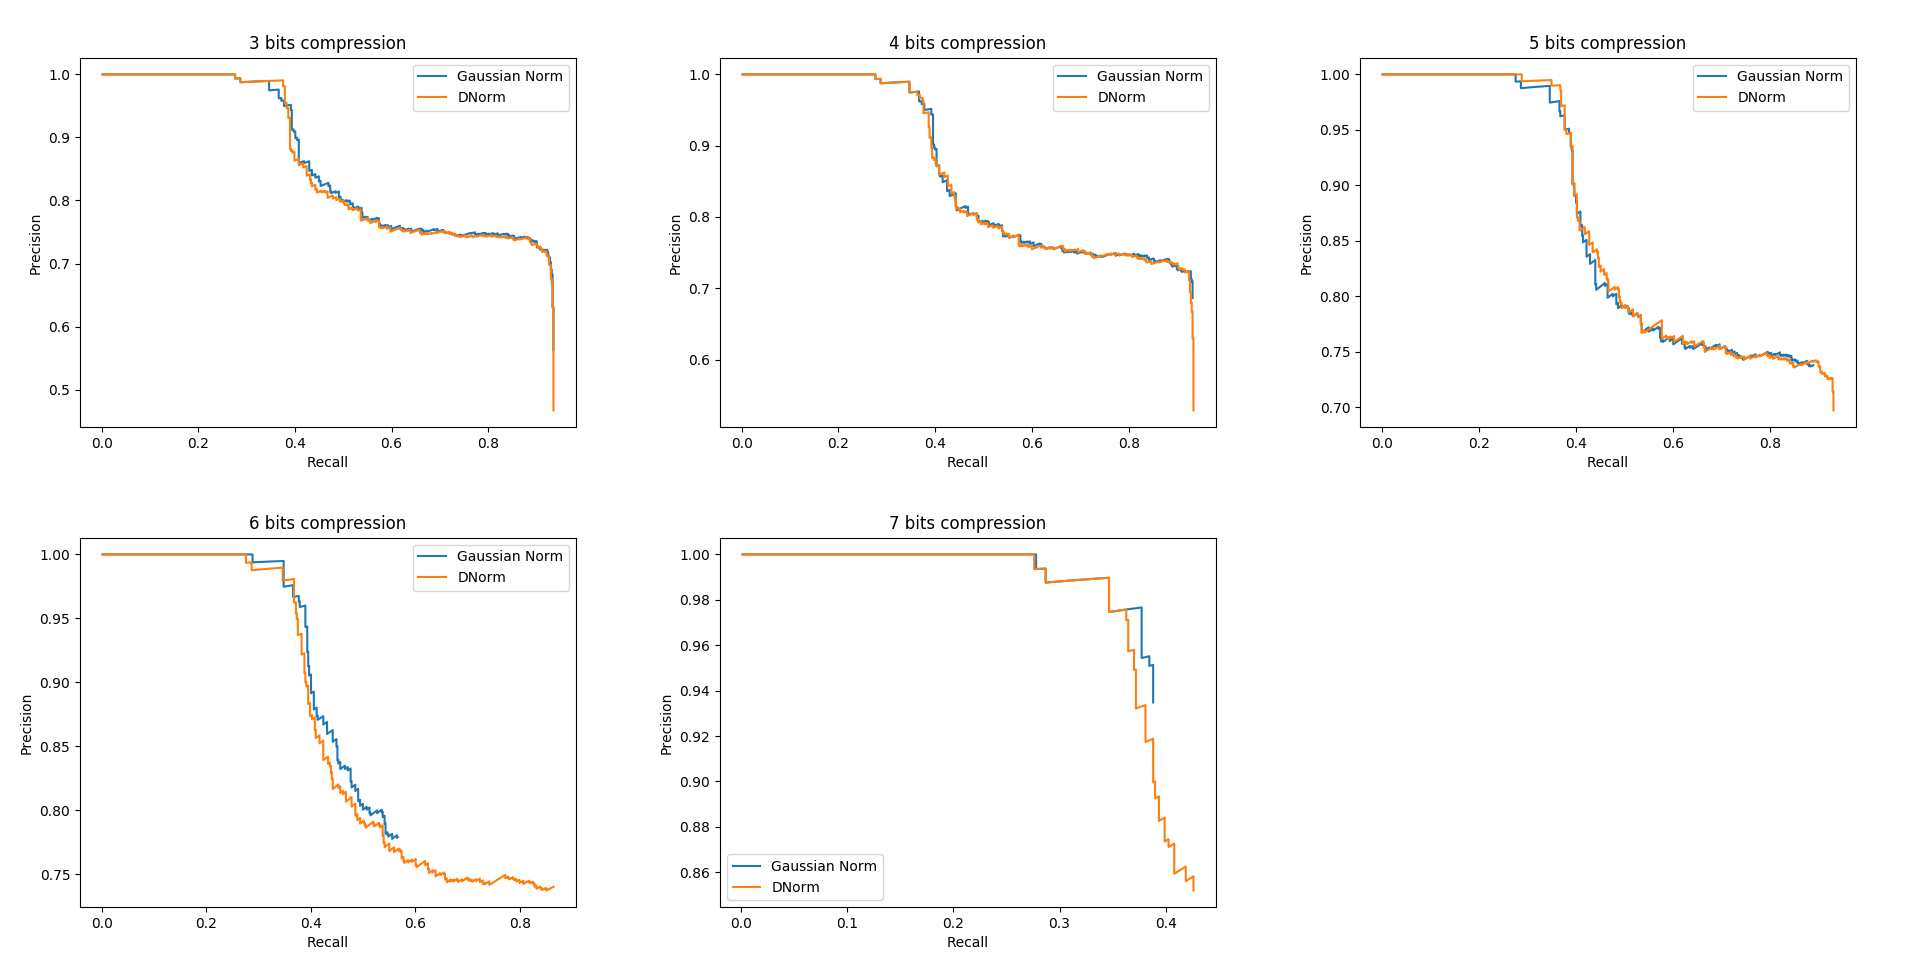 3 bits compression
1.0
0.9
0.8
0.7
0.6
0.5
Precision
Gaussian Norm
DNorm
0.0 0.2 0.4 0.6 0.8
Recall
4 bits compression
1.0
0.9
0.8
0.7
0.6
Precision
Gaussian Norm
DNorm
0.0 0.2 0.4 0.6 0.8
Recall
5 bits compression
1.00
0.95
0.90
0.85
0.80
0.75
0.70
Precision
Gaussian Norm
DNorm
0.0 0.2 0.4 0.6 0.8
Recall
6 bits compression
1.00
0.95
0.90
0.85
0.80
0.75
Precision
Gaussian Norm
DNorm
0.0 0.2 0.4 0.6 0.8
Recall
7 bits compression
1.00
0.98
0.96
0.94
0.92
0.90
0.88
0.86
Precision
Gaussian Norm
DNorm
0.0 0.1 0.2 0.3 0.4
Recall